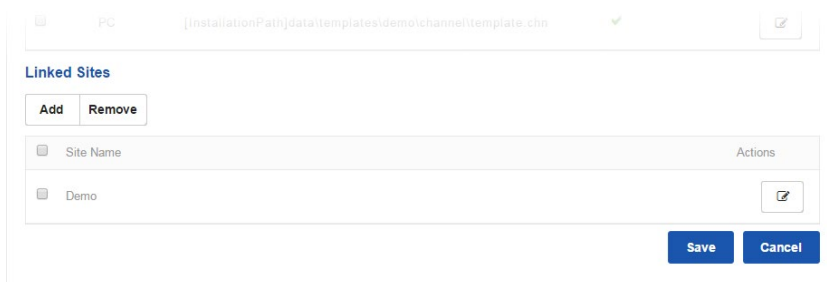 PC [installationPath]data\templates\demo\channel\template.chn
Linked Sites
Add Remove
Site Name Actions
Demo
Save Cancel